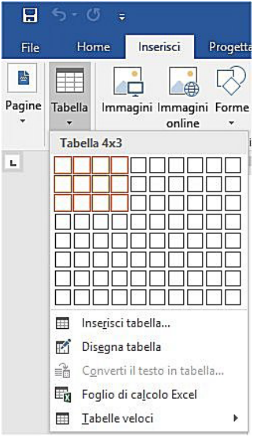 File Home Inserisci Progetta
Pagine Tabella Immagini Immagini online Forme
Tabella 4x3
L
Inserisci tabella...
Disegna tabella
Converti il testo in tabella...
Foglio di calcolo Excel
Tabelle veloci